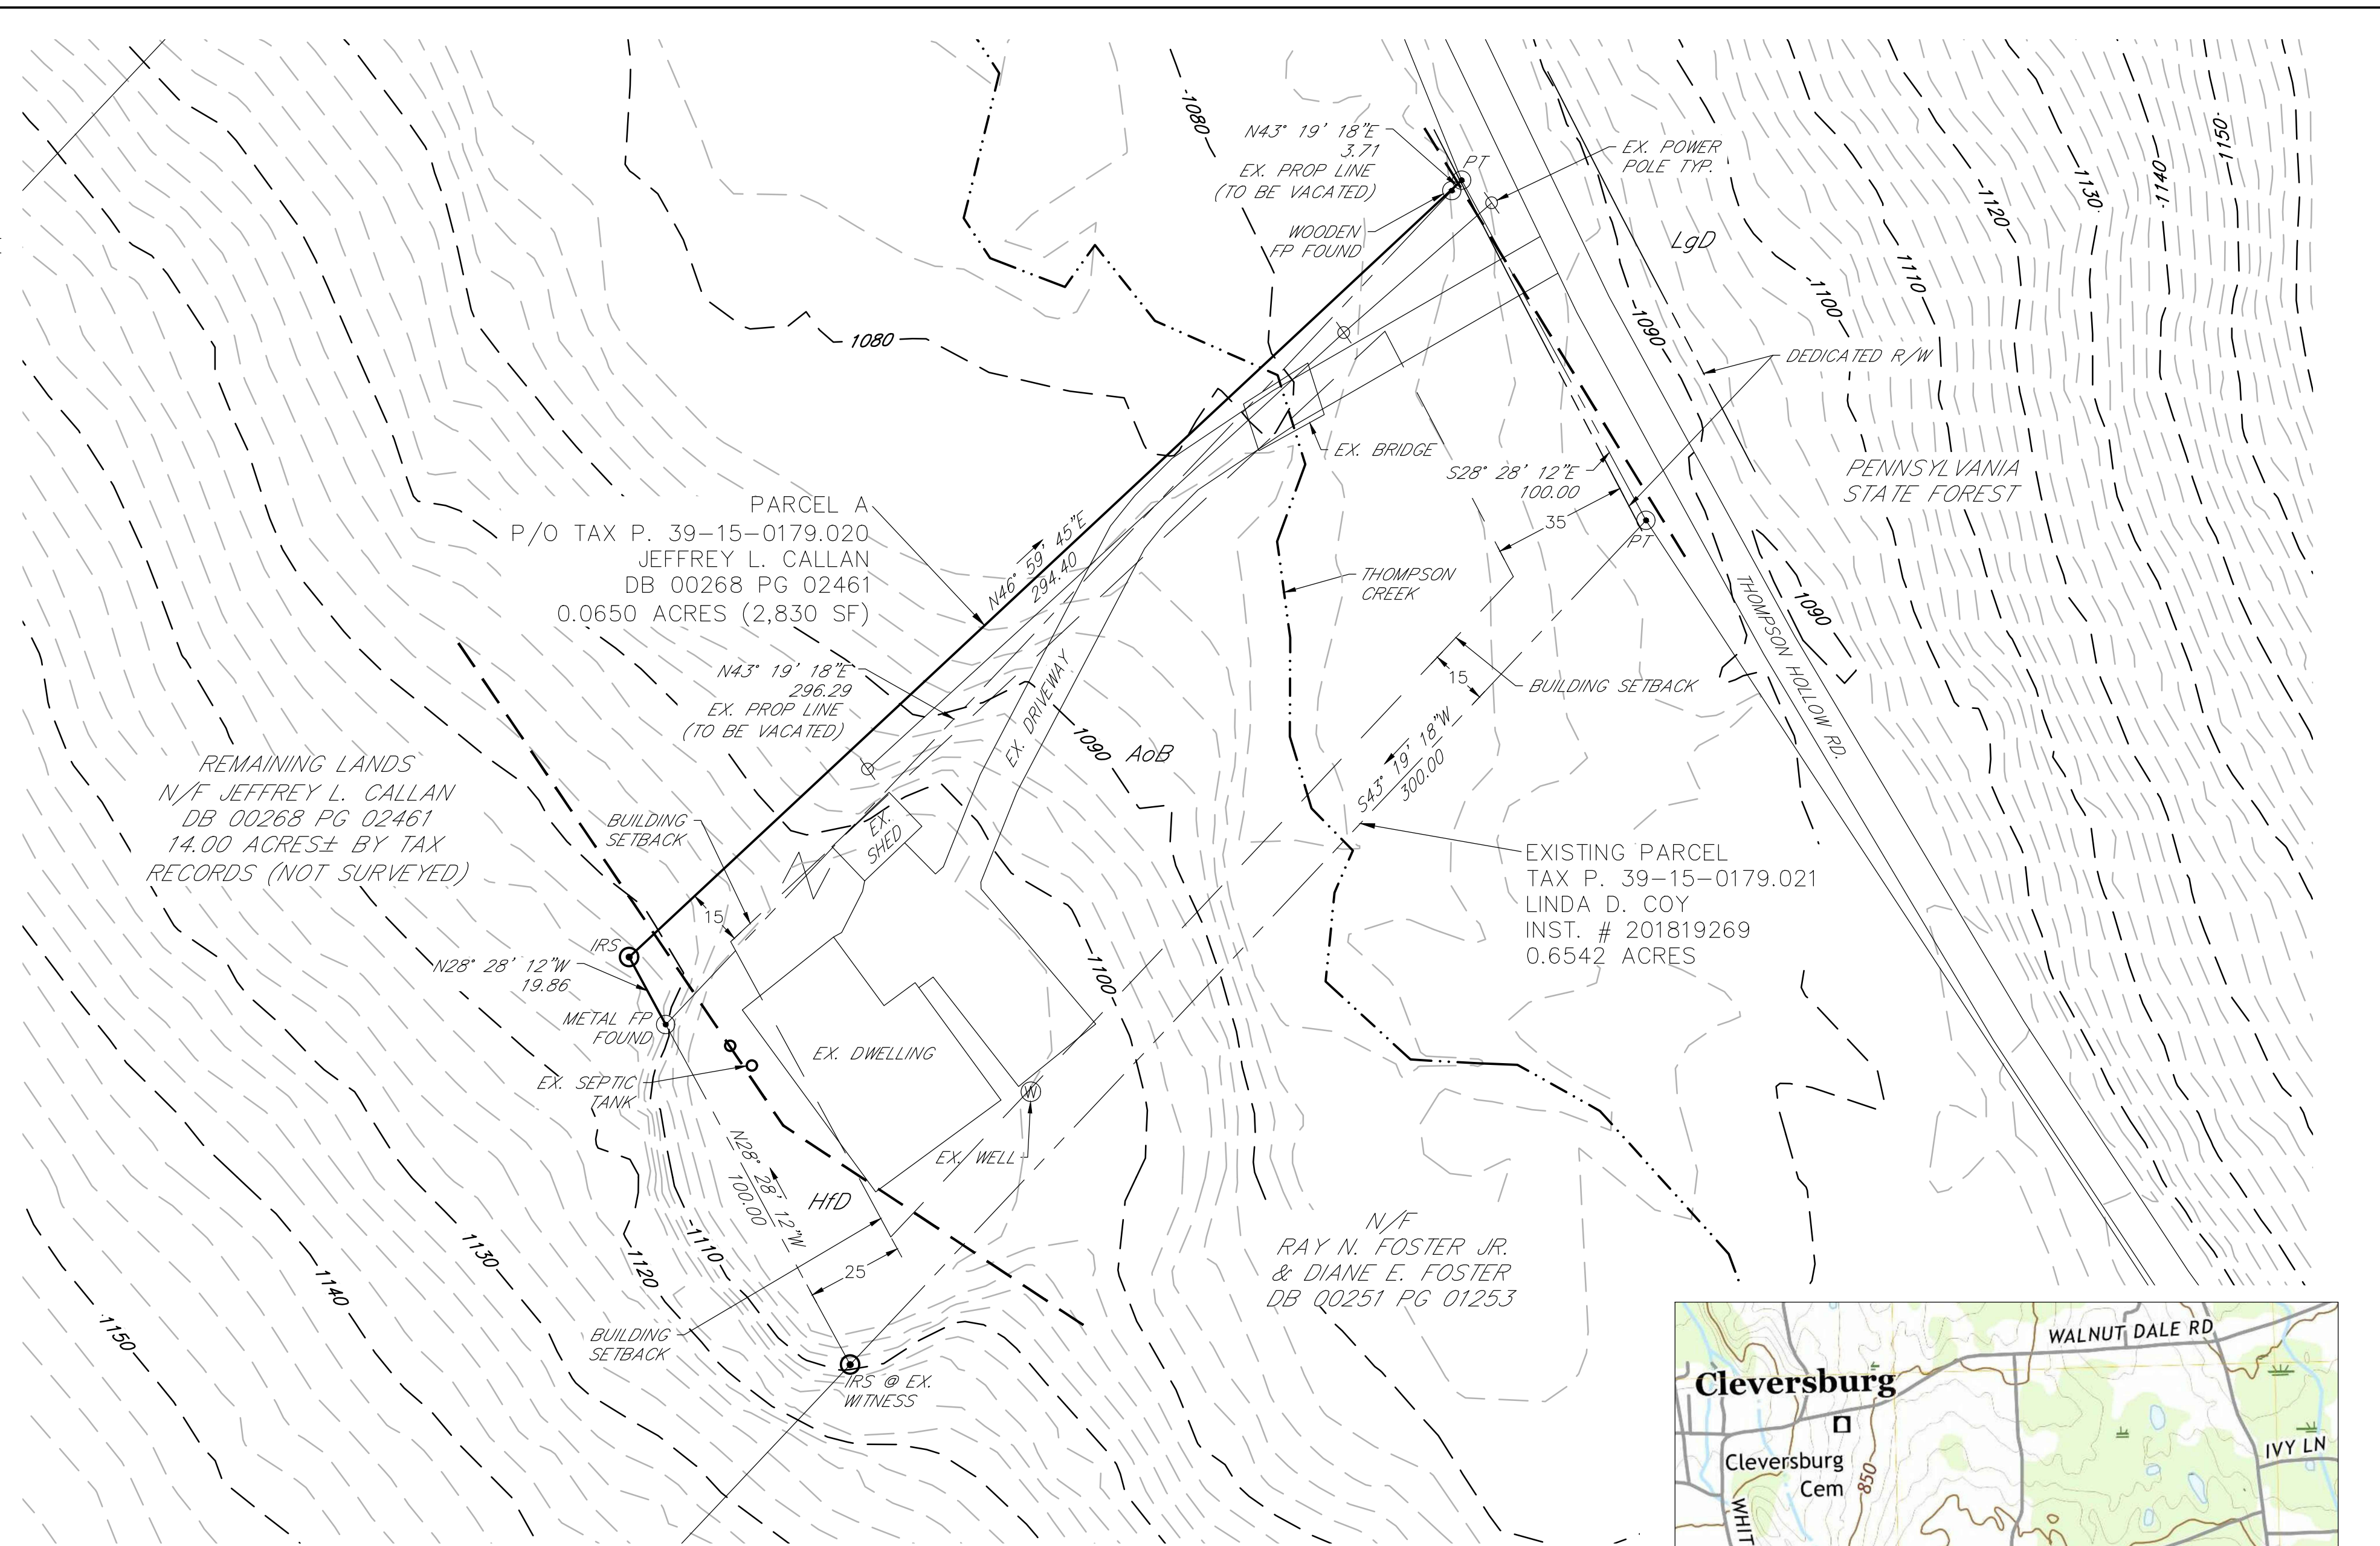 -1080-
N43° 19' 18"E
3.71
EX. PROP LINE
(TO BE VACATED)
PT
EX. POWER
POLE TYP.
WOODEN
FP FOUND
LgD
-1150-
-1140-
-1130-
-1120-
1110
-1100-
-1090-
1080
DEDICATED R/W
EX. BRIDGE
S28° 28' 12"E
100.00
35
PT
PENNSYLVANIA
STATE FOREST
PARCEL A
P/O TAX P. 39-15-0179.020
JEFFREY L. CALLAN
DB 00268 PG 02461
0.0650 ACRES (2,830 SF)
N46° 59' 45"E
294.40
THOMPSON
CREEK
THOMPSON HOLLOW RD.
1090
N43° 19' 18"E
296.29
EX. PROP LINE
(TO BE VACATED)
EX. DRIVEWAY
15
BUILDING SETBACK
1090
AoB
S43° 19' 18"W
300.00
REMAINING LANDS
N/F JEFFREY L. CALLAN
DB 00268 PG 02461
14.00 ACRES± BY TAX
RECORDS (NOT SURVEYED)
BUILDING
SETBACK
EX.
SHED
EXISTING PARCEL
TAX P. 39-15-0179.021
LINDA D. COY
INST. # 201819269
0.6542 ACRES
15
IRS
N28° 28' 12"W
19.86
-1100-
METAL FP
FOUND
EX. DWELLING
EX. SEPTIC
TANK
W
EX. WELL
N28° 28' 12"W
100.00
HfD
N/F
RAY N. FOSTER JR.
& DIANE E. FOSTER
DB 00251 PG 01253
-1110-
-1120
1130
1140
-1150-
25
BUILDING
SETBACK
IRS @ EX.
WITNESS
WALNUT DALE RD
Cleversburg
Cleversburg
Cem
850
IVY LN
WHIT